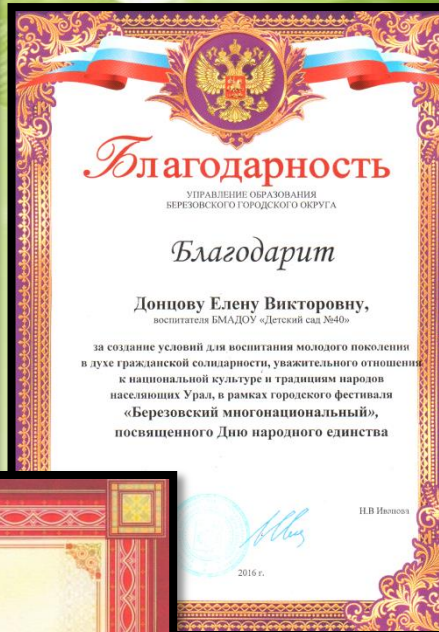 Благодарность
УПРАВЛЕНИЕ ОБРАЗОВАНИЯ
БЕРЕЗОВСКОГО ГОРОДСКОГО ОКРУГА
Благодарит
Донцову Елену Викторовну,
воспитателя БМАДОУ «Детский сад №40»
за создание условий для воспитания молодого поколения
в духе гражданской солидарности, уважительного отношения
к национальной культуре и традициям народов
населяющих Урал, в рамках городского фестиваля
«Березовский многонациональный»,
посвященного Дню народного единства
Н.В Иванова
2016 г.